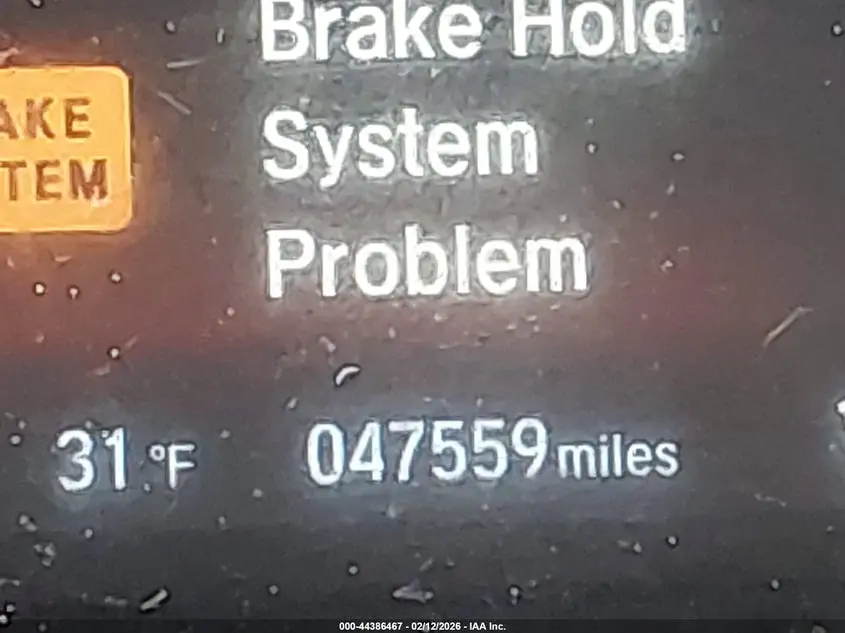 Brake Hold
AKE
TEM
System
Problem
31 °F 047559 miles
000-44386467 - 02/12/2026 - IAA Inc.